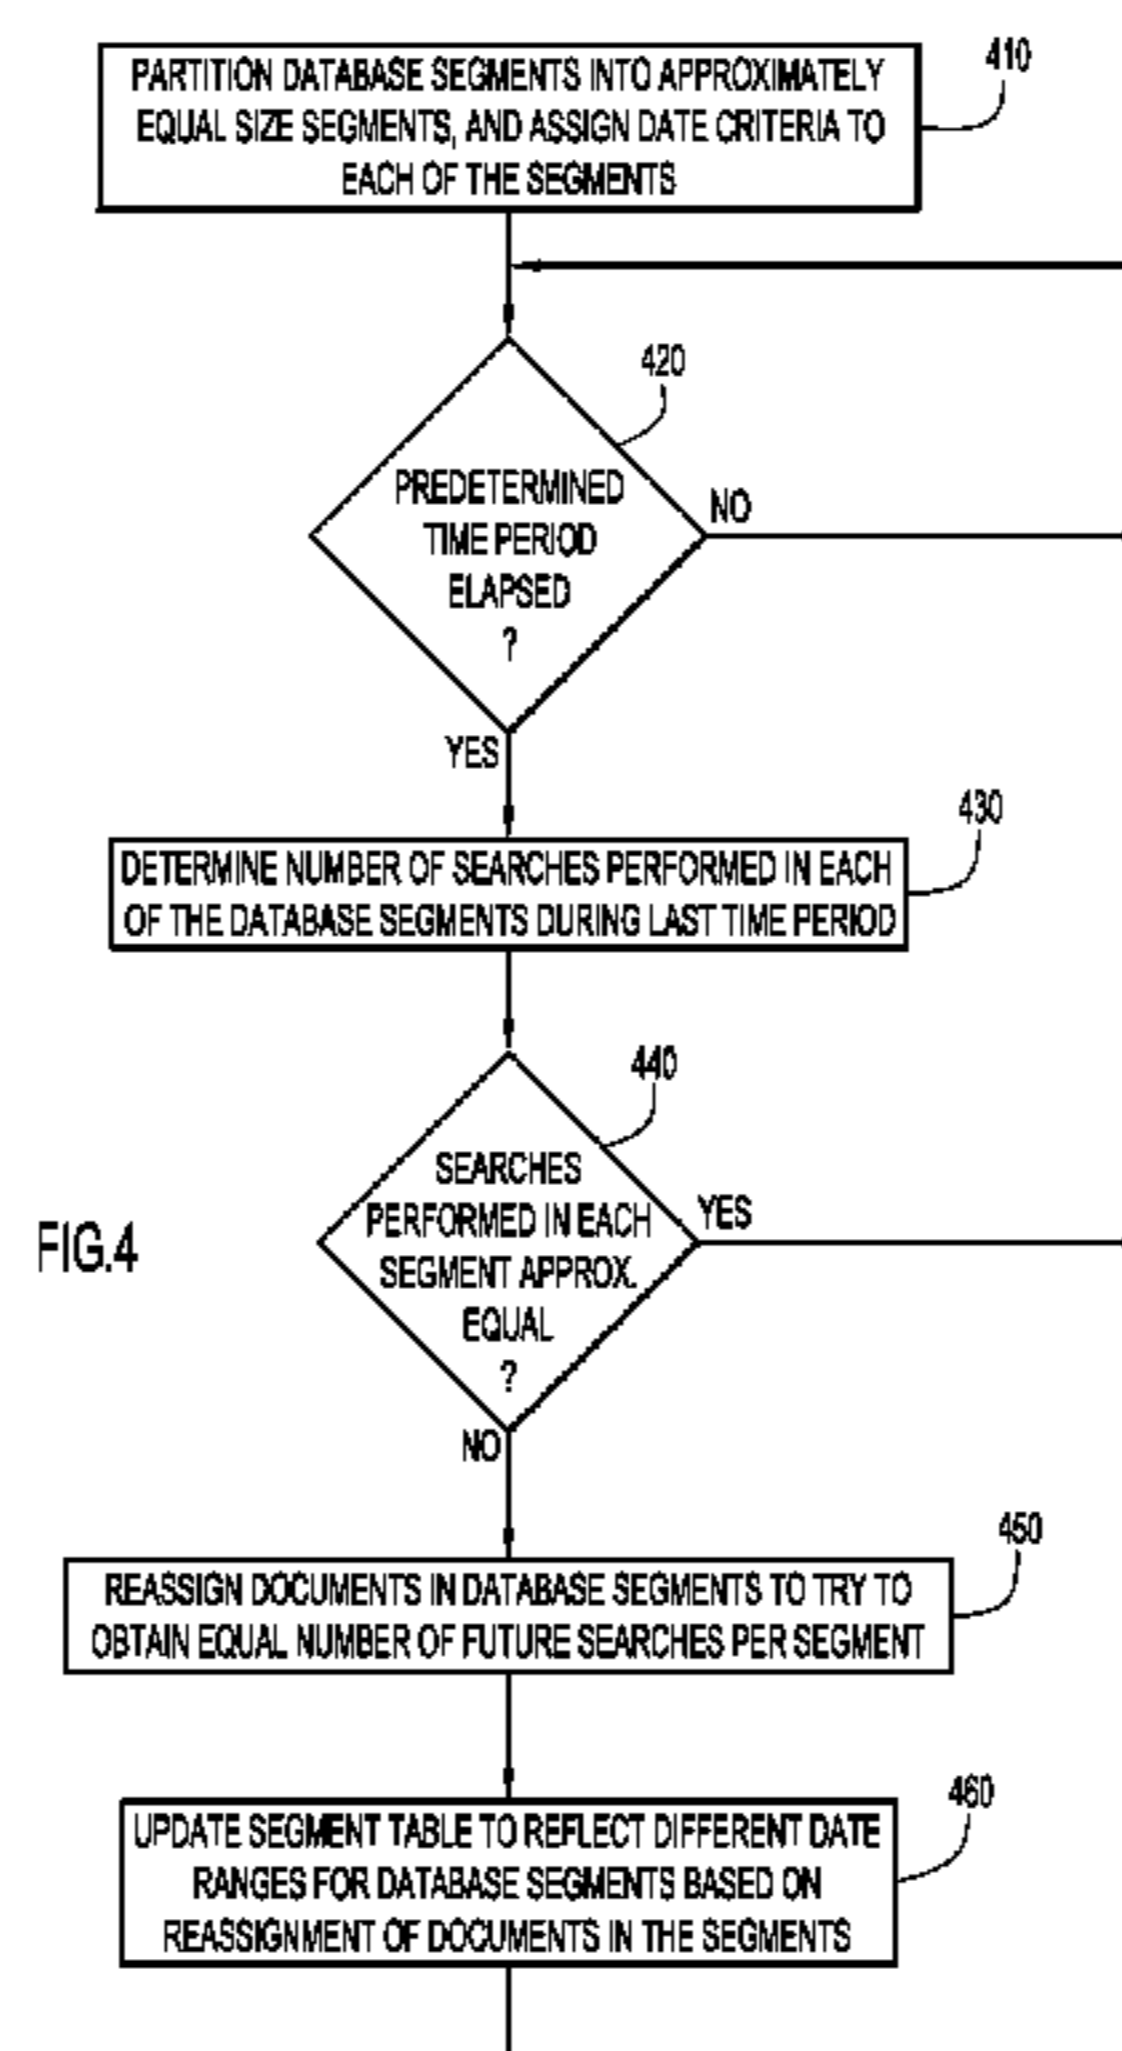 410
PARTITION DATABASE SEGMENTS INTO APPROXIMATELY
EQUAL SIZE SEGMENTS, AND ASSIGN DATE CRITERIA TO
EACH OF THE SEGMENTS
420
PREDETERMINED
TIME PERIOD
ELAPSED
?
NO
YES
430
DETERMINE NUMBER OF SEARCHES PERFORMED IN EACH
OF THE DATABASE SEGMENTS DURING LAST TIME PERIOD
440
SEARCHES
PERFORMED IN EACH
SEGMENT APPROX.
EQUAL
?
YES
FIG.4
NO
450
REASSIGN DOCUMENTS IN DATABASE SEGMENTS TO TRY TO
OBTAIN EQUAL NUMBER OF FUTURE SEARCHES PER SEGMENT
460
UPDATE SEGMENT TABLE TO REFLECT DIFFERENT DATE
RANGES FOR DATABASE SEGMENTS BASED ON
REASSIGNMENT OF DOCUMENTS IN THE SEGMENTS